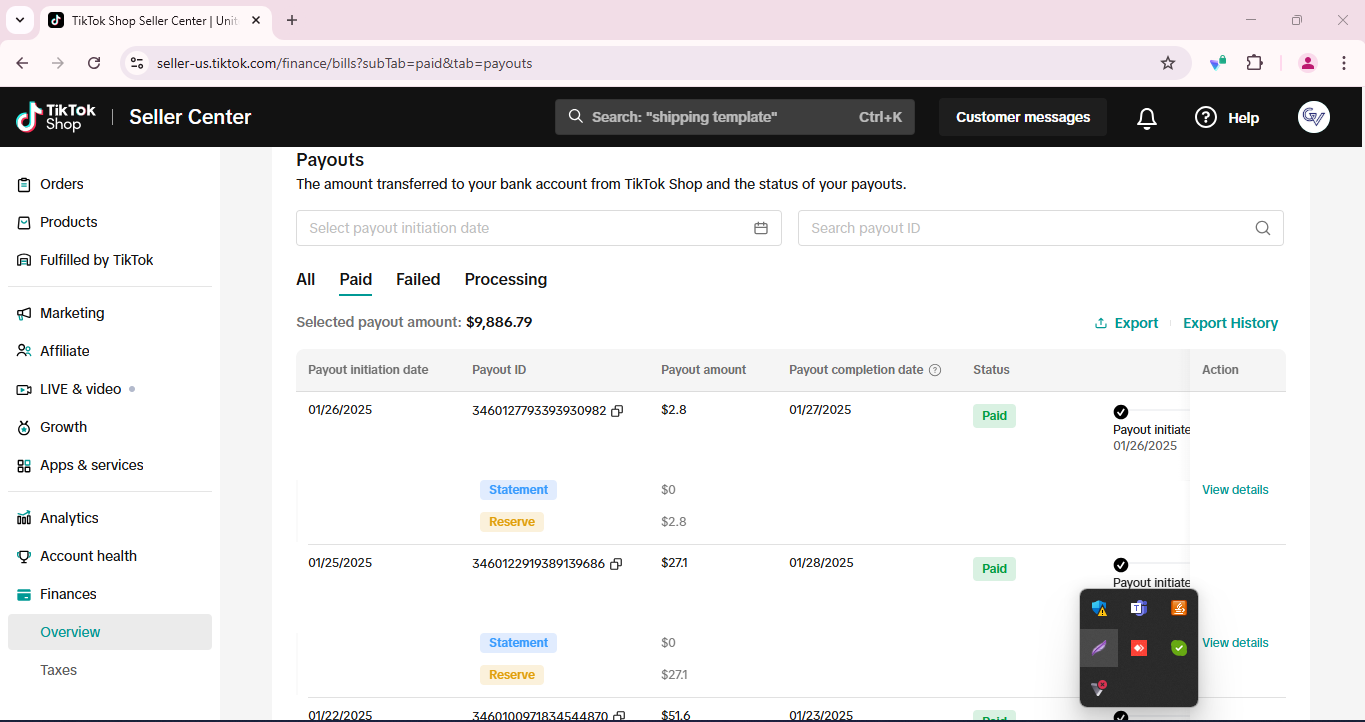 TikTok Shop Seller Center | Unit
seller-us.tiktok.com/finance/bills?subTab=paid&tab=payouts
TikTok Shop | Seller Center
Search: "shipping template" Ctrl+K
Customer messages
Help
Orders
Products
Fulfilled by TikTok
Marketing
Affiliate
LIVE & video
Growth
Apps & services
Analytics
Account health
Finances
Overview
Taxes
Payouts
The amount transferred to your bank account from TikTok Shop and the status of your payouts.
Select payout initiation date
Search payout ID
All Paid Failed Processing
Selected payout amount: $9,886.79
Export Export History
Payout initiation date Payout ID Payout amount Payout completion date Status Action
01/26/2025 3460127793393930982 $2.8 01/27/2025 Paid
Payout initiate
01/26/2025
Statement $0 View details
Reserve $2.8
01/25/2025 3460122919389139686 $27.1 01/28/2025 Paid
Payout initiate
Statement $0 View details
Reserve $27.1
01/22/2025 3460100971834544870 $51.6 01/23/2025 Paid